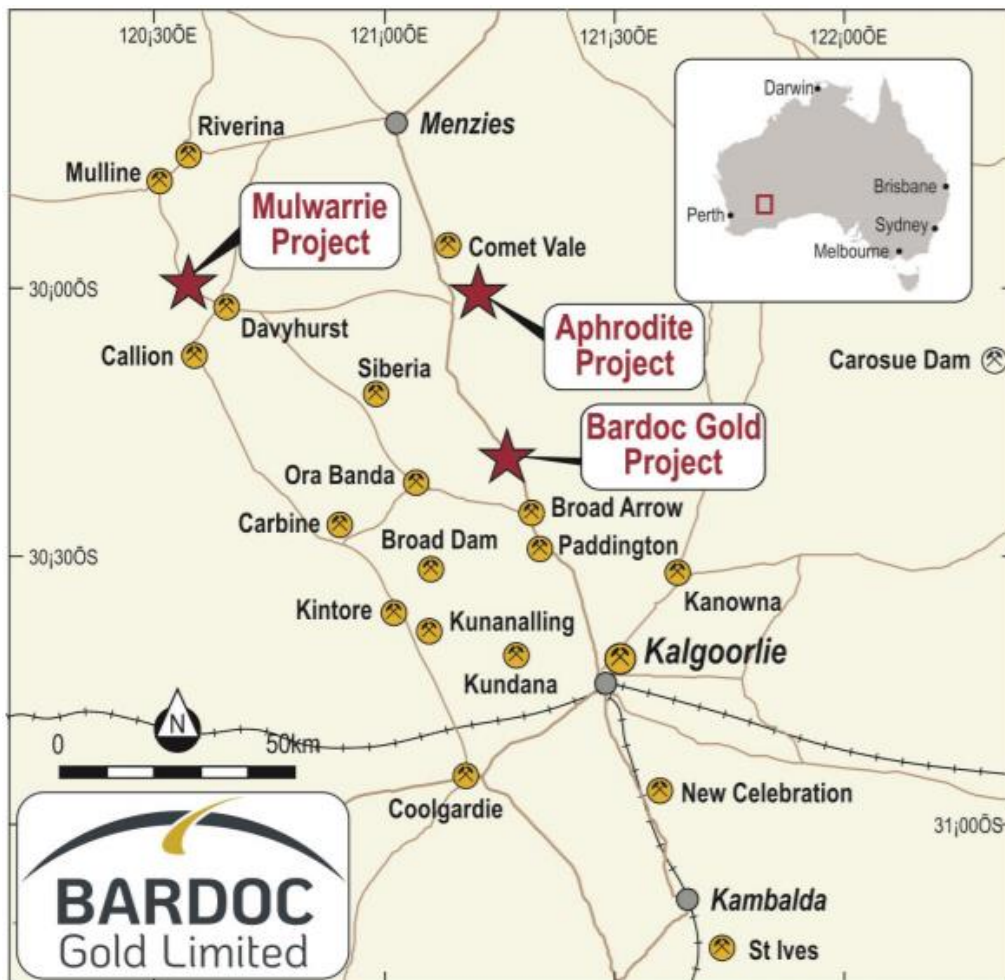 120¡30ÕE
121¡00ÕE
121¡30ÕE
122¡00ÕE
Darwin
Brisbane
Perth
Sydney
Melbourne
Menzies
Riverina
Mulline
Mulwarrie
Project
Comet Vale
30¡00ÕS
Davyhurst
Aphrodite
Project
Callion
Siberia
Carosue Dam
Bardoc Gold
Project
Ora Banda
Broad Arrow
Carbine
Broad Dam
Paddington
30¡30ÕS
Kanowna
Kintore
Kunanalling
Kalgoorlie
Kundana
N
0
50km
Coolgardie
New Celebration
31¡00ÕS
BARDOC
Gold Limited
Kambalda
St Ives